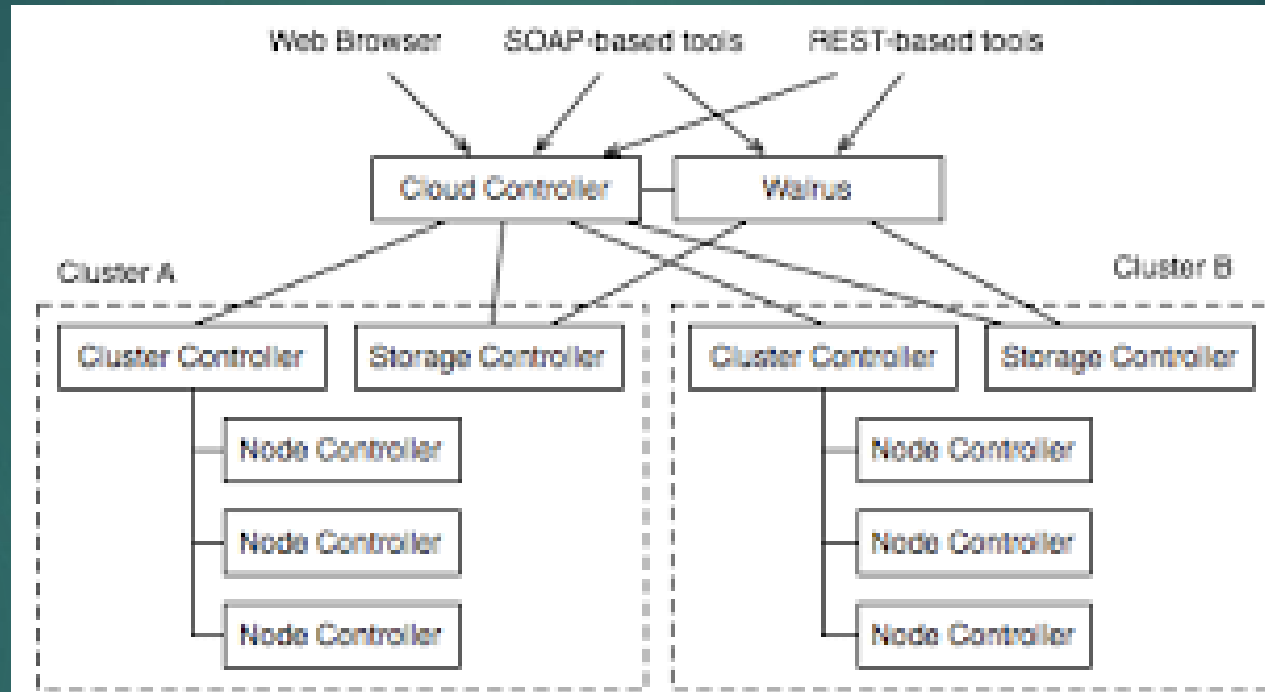 Web Browser SOAP-based tools REST-based tools
Cloud Controller Walrus
Cluster A Cluster B
Cluster Controller Storage Controller Cluster Controller Storage Controller
Node Controller Node Controller
Node Controller Node Controller
Node Controller Node Controller